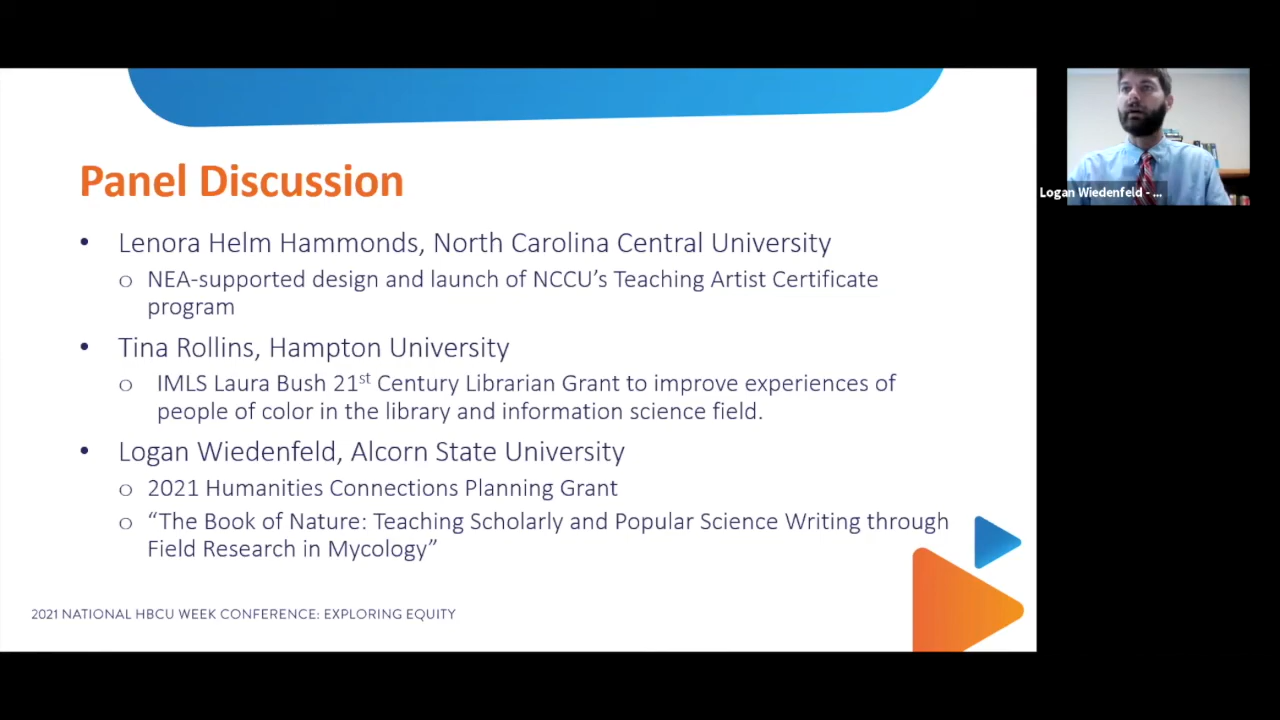 Panel Discussion
• Lenora Helm Hammonds, North Carolina Central University
o NEA-supported design and launch of NCCU’s Teaching Artist Certificate
program
• Tina Rollins, Hampton University
o IMLS Laura Bush 21st Century Librarian Grant to improve experiences of
people of color in the library and information science field.
• Logan Wiedenfeld, Alcorn State University
o 2021 Humanities Connections Planning Grant
o “The Book of Nature: Teaching Scholarly and Popular Science Writing through
Field Research in Mycology”
2021 NATIONAL HBCU WEEK CONFERENCE: EXPLORING EQUITY
Logan Wiedenfeld - ...